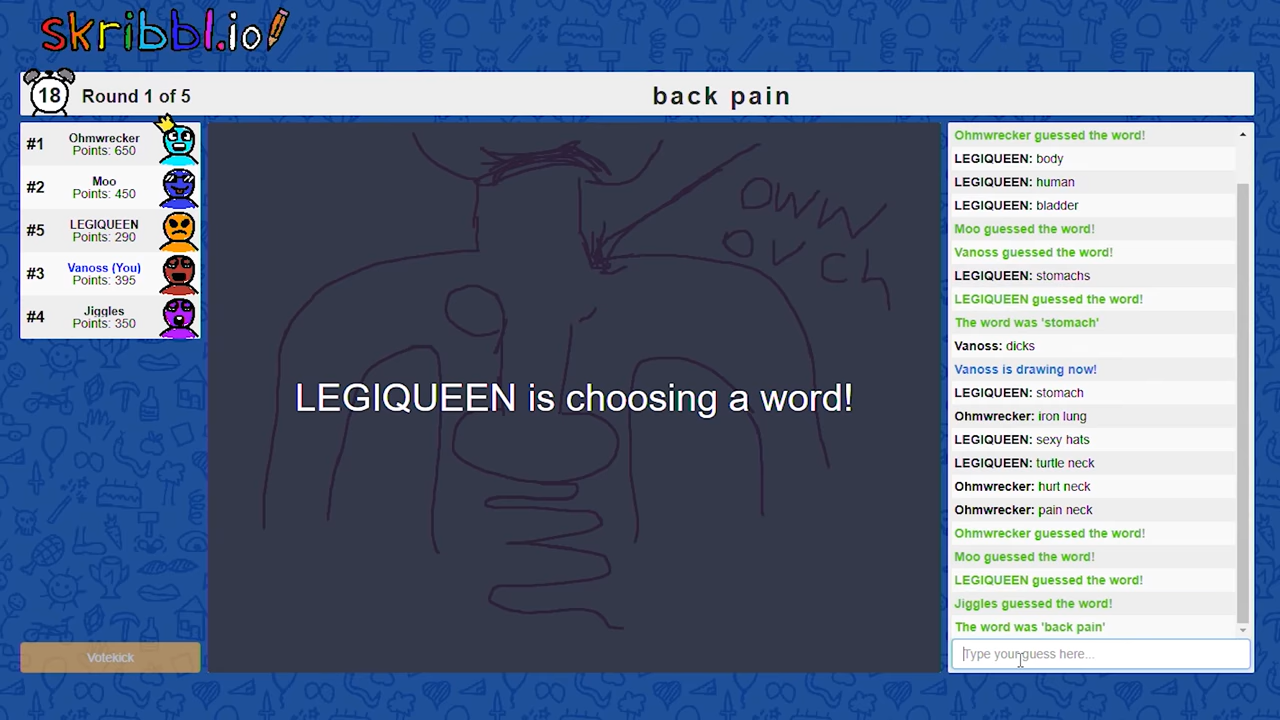 skribbl.io
18
Round 1 of 5
back pain
#1
Ohmwrecker
Points: 650
#2
Moo
Points: 450
#5
LEGIQUEEN
Points: 290
#3
Vanoss (You)
Points: 395
#4
Jiggles
Points: 350
Votekick
OWW
OUCh
LEGIQUEEN is choosing a word!
Ohmwrecker guessed the word!
LEGIQUEEN: body
LEGIQUEEN: human
LEGIQUEEN: bladder
Moo guessed the word!
Vanoss guessed the word!
LEGIQUEEN: stomachs
LEGIQUEEN guessed the word!
The word was 'stomach'
Vanoss: dicks
Vanoss is drawing now!
LEGIQUEEN: stomach
Ohmwrecker: iron lung
LEGIQUEEN: sexy hats
LEGIQUEEN: turtle neck
Ohmwrecker: hurt neck
Ohmwrecker: pain neck
Ohmwrecker guessed the word!
Moo guessed the word!
LEGIQUEEN guessed the word!
Jiggles guessed the word!
The word was 'back pain'
Type your guess here...